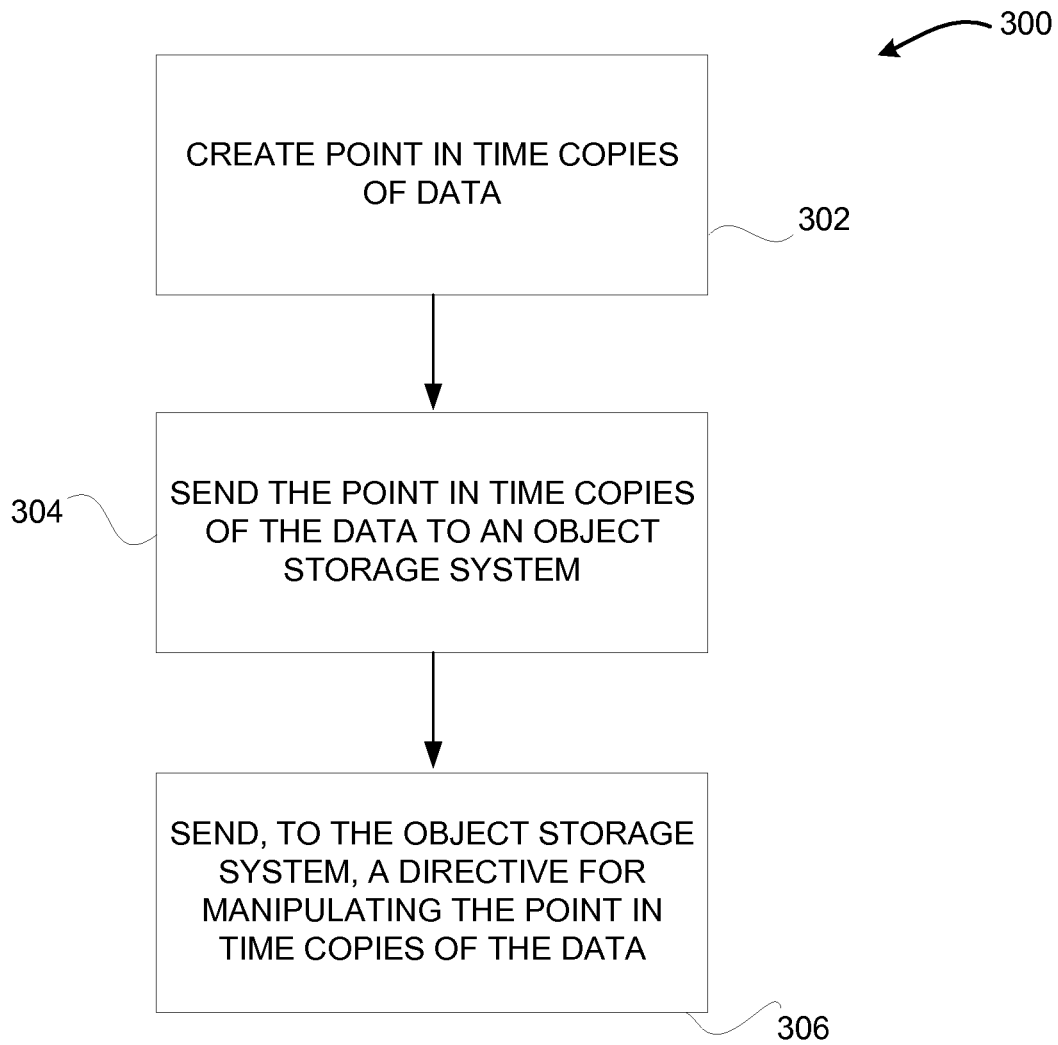 300
CREATE POINT IN TIME COPIES
OF DATA
302
SEND THE POINT IN TIME COPIES
OF THE DATA TO AN OBJECT
STORAGE SYSTEM
304
SEND, TO THE OBJECT STORAGE
SYSTEM, A DIRECTIVE FOR
MANIPULATING THE POINT IN
TIME COPIES OF THE DATA
306